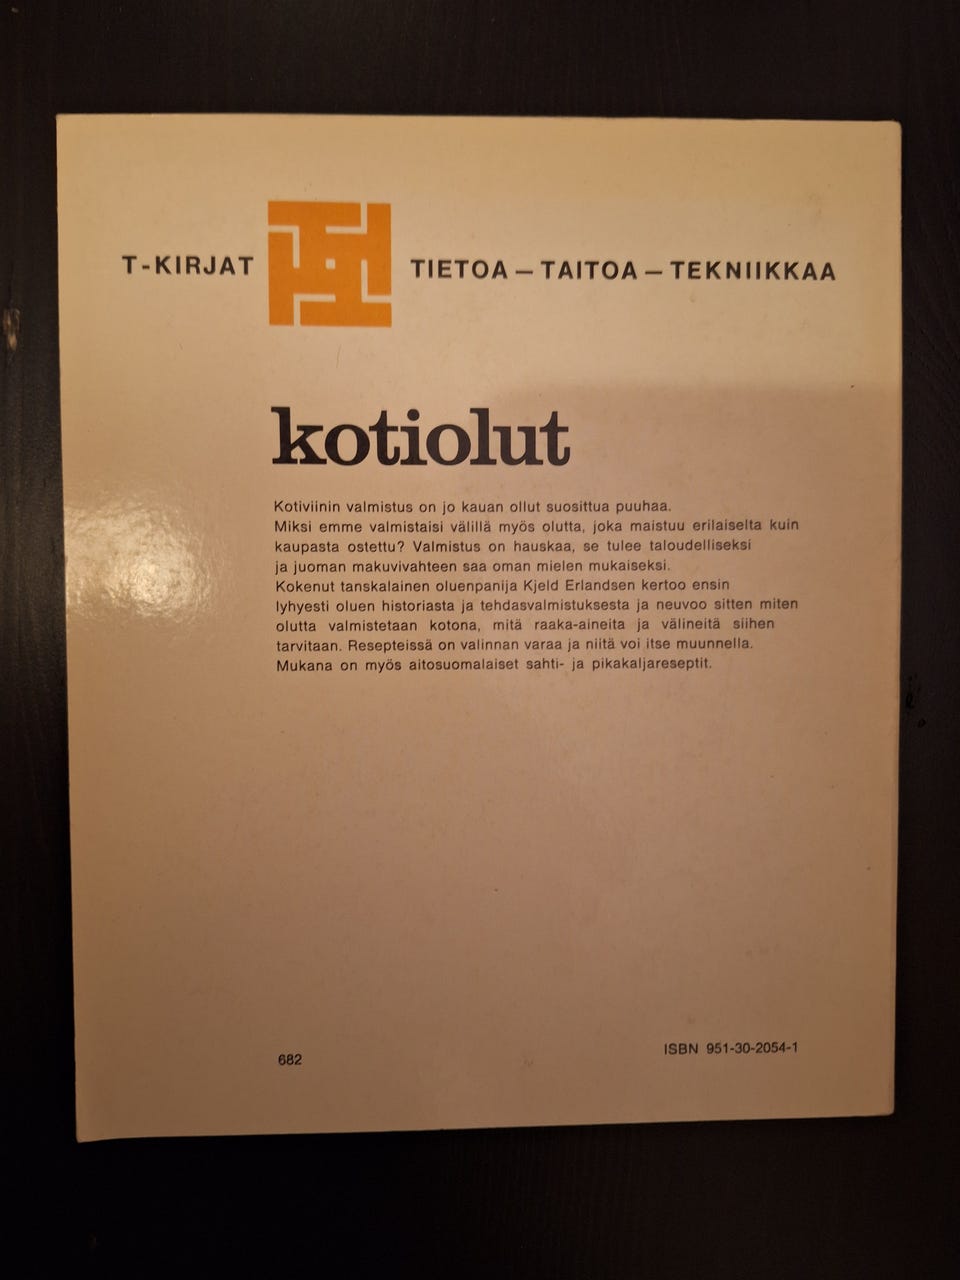 T-KIRJAT TIETOA – TAITOA – TEKNIIKKAA
kotiolut
Kotiviinin valmistus on jo kauan ollut suosittua puuhaa.
Miksi emme valmistaisi välillä myös olutta, joka maistuu erilaiselta kuin
kaupasta ostettu? Valmistus on hauskaa, se tulee taloudelliseksi
ja juoman makuvivahteen saa oman mielen mukaiseksi.
Kokenut tanskalainen oluenpanija Kjeld Erlandsen kertoo ensin
lyhyesti oluen historiasta ja tehdasvalmistuksesta ja neuvoo sitten miten
olutta valmistetaan kotona, mitä raaka-aineita ja välineitä siihen
tarvitaan. Resepteissä on valinnan varaa ja niitä voi itse muunnella.
Mukana on myös aitosuomalaiset sahti- ja pikakaljareseptit.
682
ISBN 951-30-2054-1